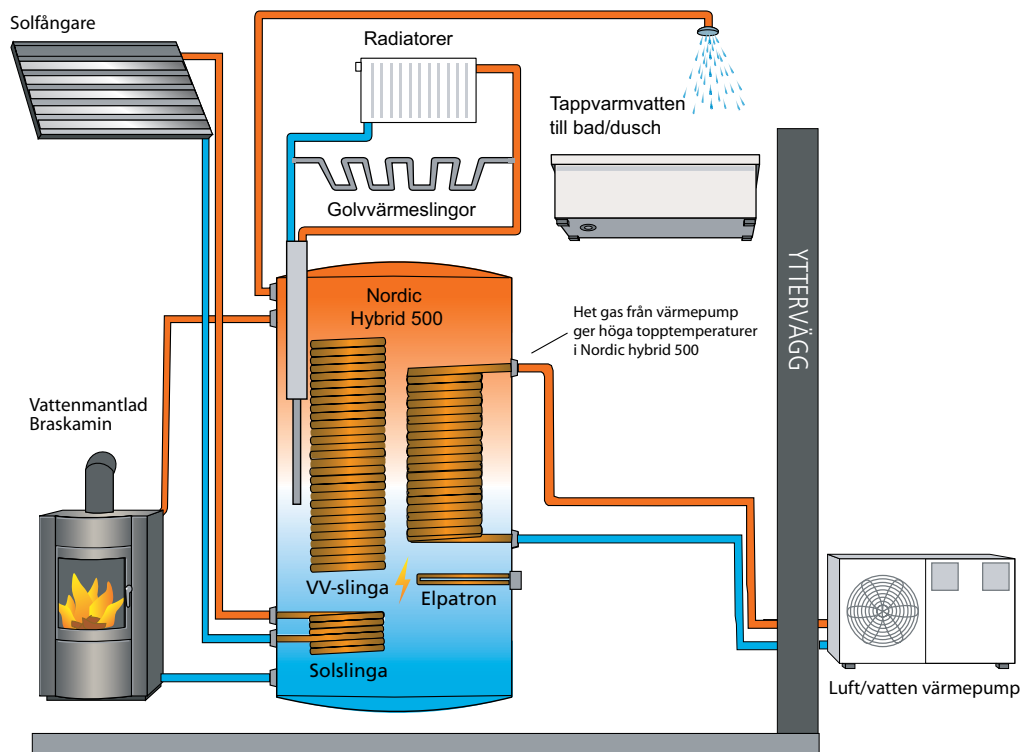 Solfångare
Radiatorer
Tappvarmvatten
till bad/dusch
Golvvärmeslingor
YTTERVÄGG
Nordic
Hybrid 500
Het gas från värmepump
ger höga topptemperaturer
i Nordic hybrid 500
Vattenmantlad
Braskamin
VV-slinga
Elpatron
Solslinga
Luft/vatten värmepump